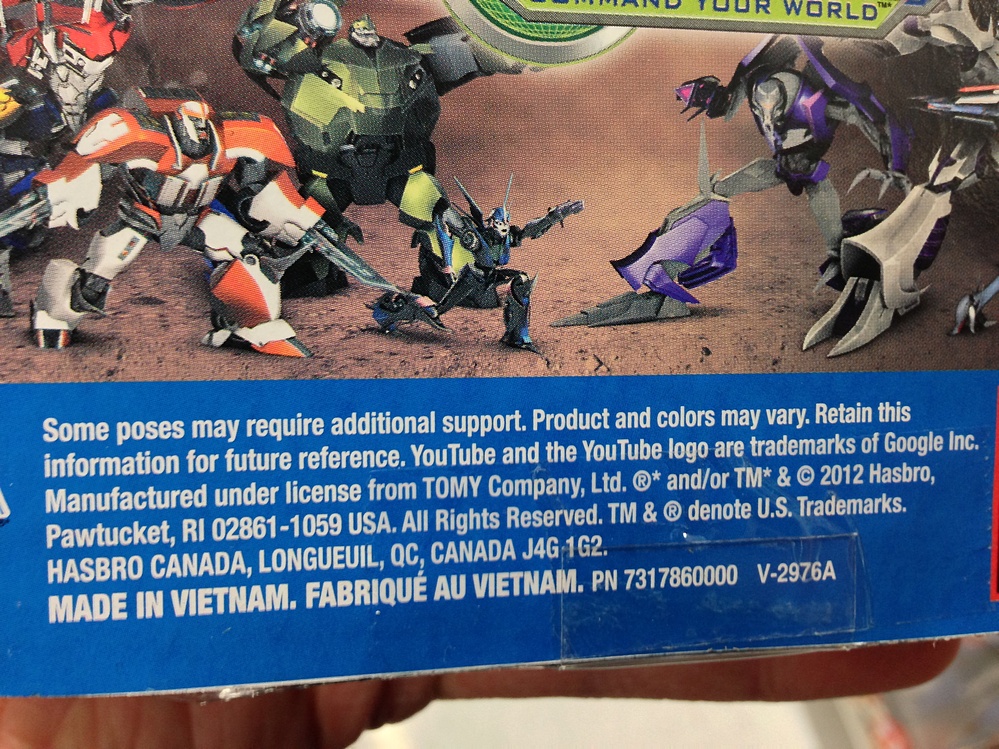 COMMAND YOUR WORLD™*
Some poses may require additional support. Product and colors may vary. Retain this
information for future reference. YouTube and the YouTube logo are trademarks of Google Inc.
Manufactured under license from TOMY Company, Ltd. ®* and/or TM* & © 2012 Hasbro,
Pawtucket, RI 02861-1059 USA. All Rights Reserved. TM & ® denote U.S. Trademarks.
HASBRO CANADA, LONGUEUIL, QC, CANADA J4G 1G2.
MADE IN VIETNAM. FABRIQUÉ AU VIETNAM. PN 7317860000 V-2976A